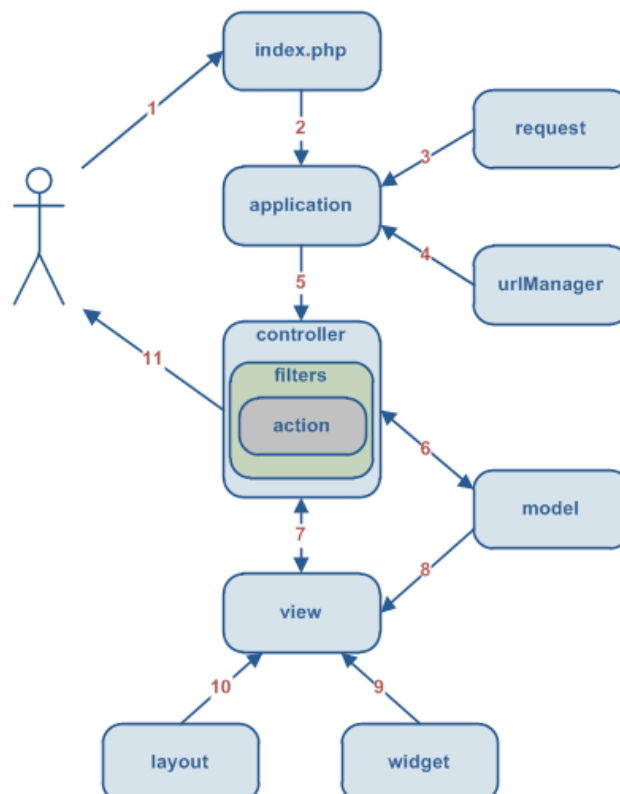 index.php
1
2
request
3
application
4
urlManager
5
controller
11
filters
action
6
model
7
8
view
10
9
layout
widget